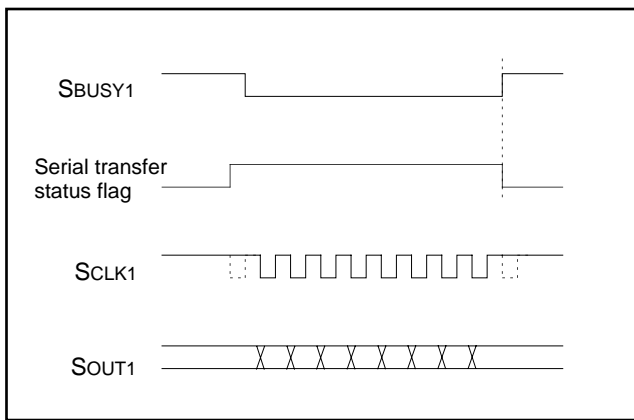 SBUSY1
Serial transfer
status flag
SCLK1
SOUT1